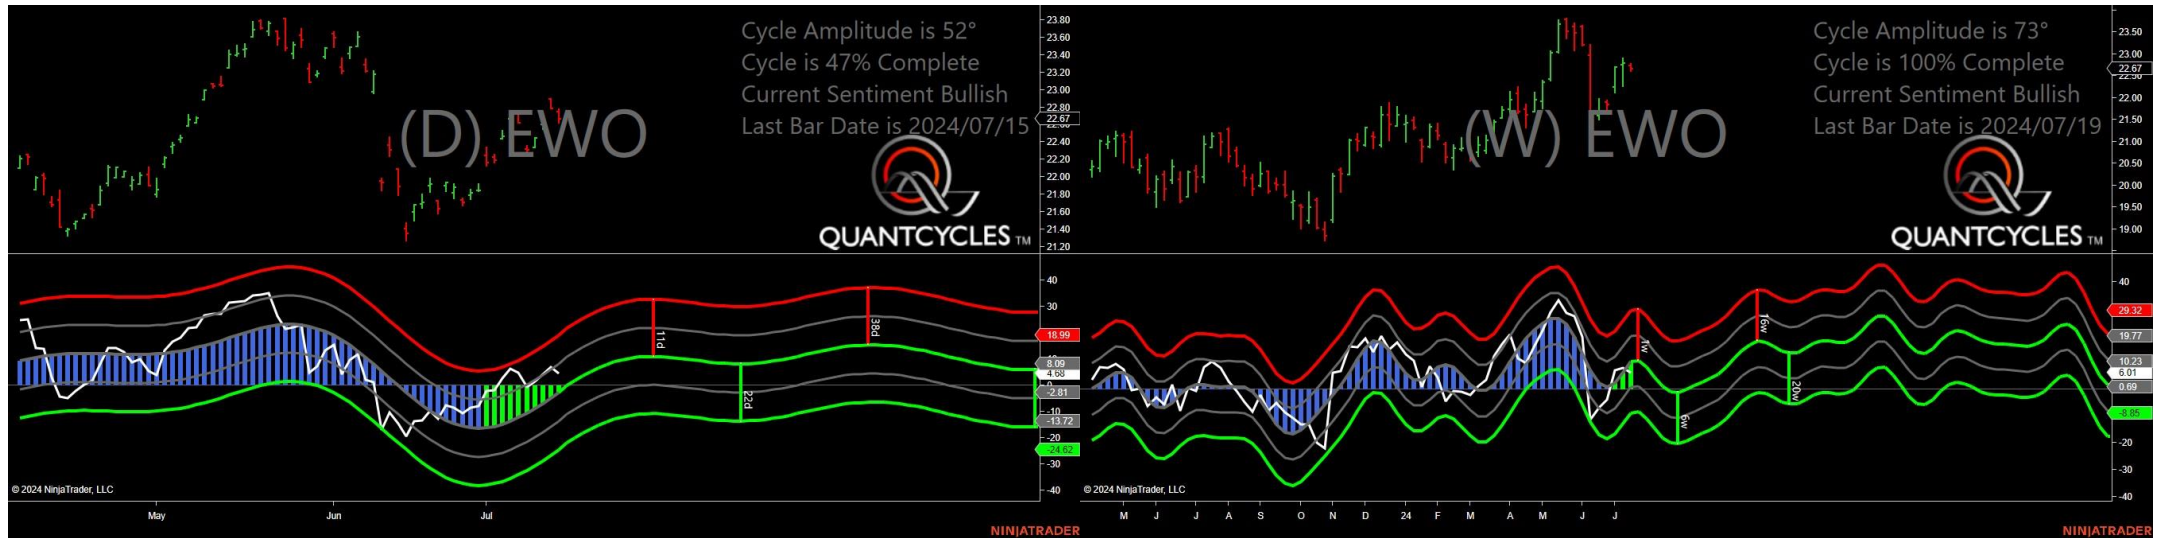 Cycle Amplitude is 52°
Cycle is 47% Complete
Current Sentiment Bullish
Last Bar Date is 2024/07/15
(D) EWO
QUANTCYCLES TM
23.80
23.60
23.40
23.20
23.00
22.80
22.67
22.40
22.20
22.00
21.80
21.60
21.40
21.20
40
30
18.99
8.09
4.68
0
-2.81
-10
-13.72
-20
-24.62
-30
-40
11d
22d
38d
© 2024 NinjaTrader, LLC
May Jun Jul
NINJATRADER
Cycle Amplitude is 73°
Cycle is 100% Complete
Current Sentiment Bullish
Last Bar Date is 2024/07/19
(W) EWO
QUANTCYCLES TM
23.50
23.00
22.67
22.50
22.00
21.50
21.00
20.50
20.00
19.50
19.00
40
29.32
19.77
10.23
6.01
0.69
-8.85
-20
-30
-40
1w
6w
16w
20w
© 2024 NinjaTrader, LLC
M J J A S O N D 24 F M A M J J
NINJATRADER